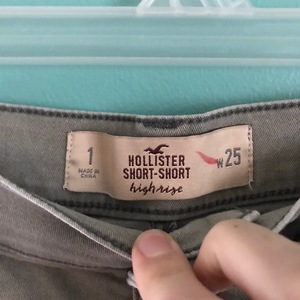 1
MADE IN
CHINA
HOLLISTER
SHORT-SHORT
highrise
W25